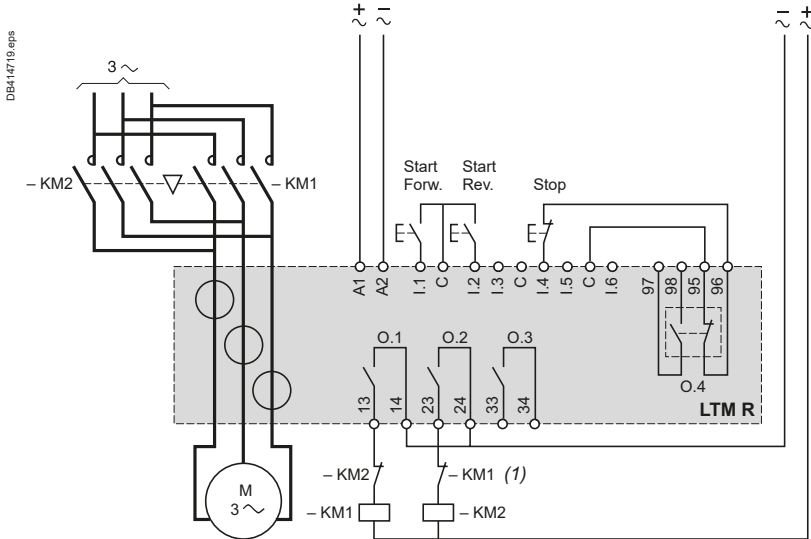 DB414719.eps
3 ∼
+ ∼
− ∼
− ∼
+ ∼
– KM2
– KM1
Start Forw.
Start Rev.
Stop
A1
A2
I.1
C
I.2
I.3
C
I.4
I.5
C
I.6
97
98
95
96
O.1
O.2
O.3
O.4
13
14
23
24
33
34
LTM R
M
3 ∼
– KM2
– KM1 (1)
– KM1
– KM2